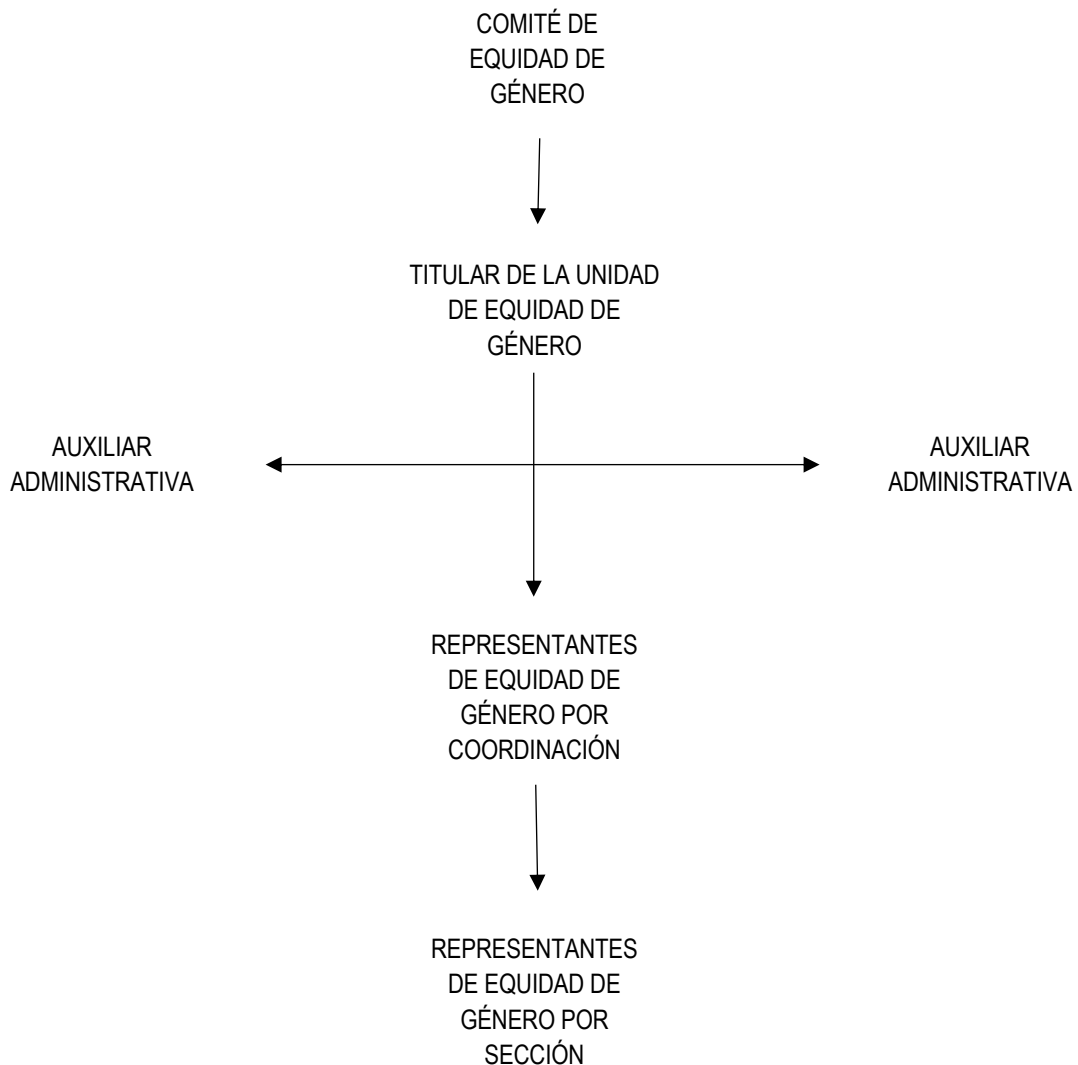 COMITÉ DE
EQUIDAD DE
GÉNERO
TITULAR DE LA UNIDAD
DE EQUIDAD DE
GÉNERO
AUXILIAR
ADMINISTRATIVA
AUXILIAR
ADMINISTRATIVA
REPRESENTANTES
DE EQUIDAD DE
GÉNERO POR
COORDINACIÓN
REPRESENTANTES
DE EQUIDAD DE
GÉNERO POR
SECCIÓN